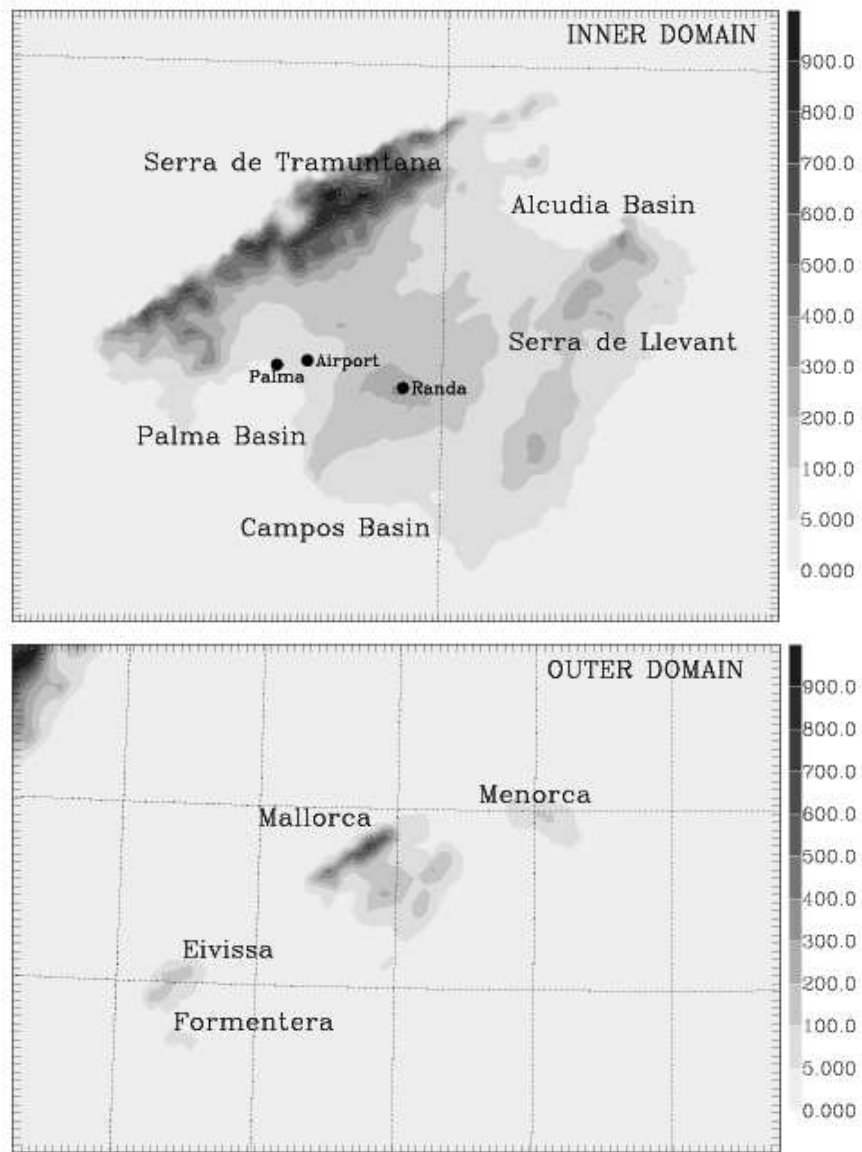 INNER DOMAIN
900.0
800.0
Serra de Tramuntana
700.0
Alcudia Basin
600.0
500.0
400.0
Serra de Llevant
Airport
300.0
Palma
Randa
200.0
Palma Basin
100.0
Campos Basin
5.000
0.000
OUTER DOMAIN
900.0
800.0
700.0
Menorca
Mallorca
600.0
500.0
400.0
300.0
Eivissa
200.0
Formentera
100.0
5.000
0.000